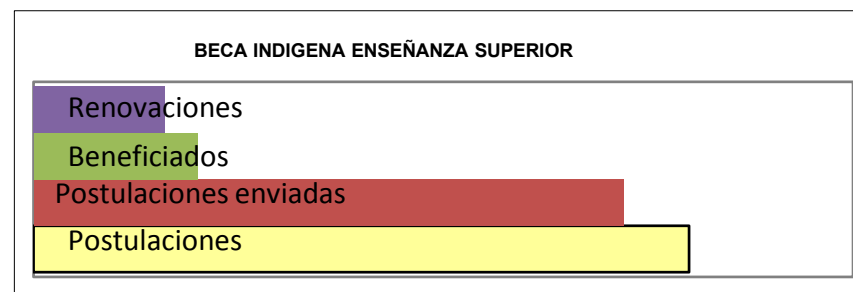 BECA INDIGENA ENSEÑANZA SUPERIOR
Renovaciones
Beneficiados
Postulaciones enviadas
Postulaciones